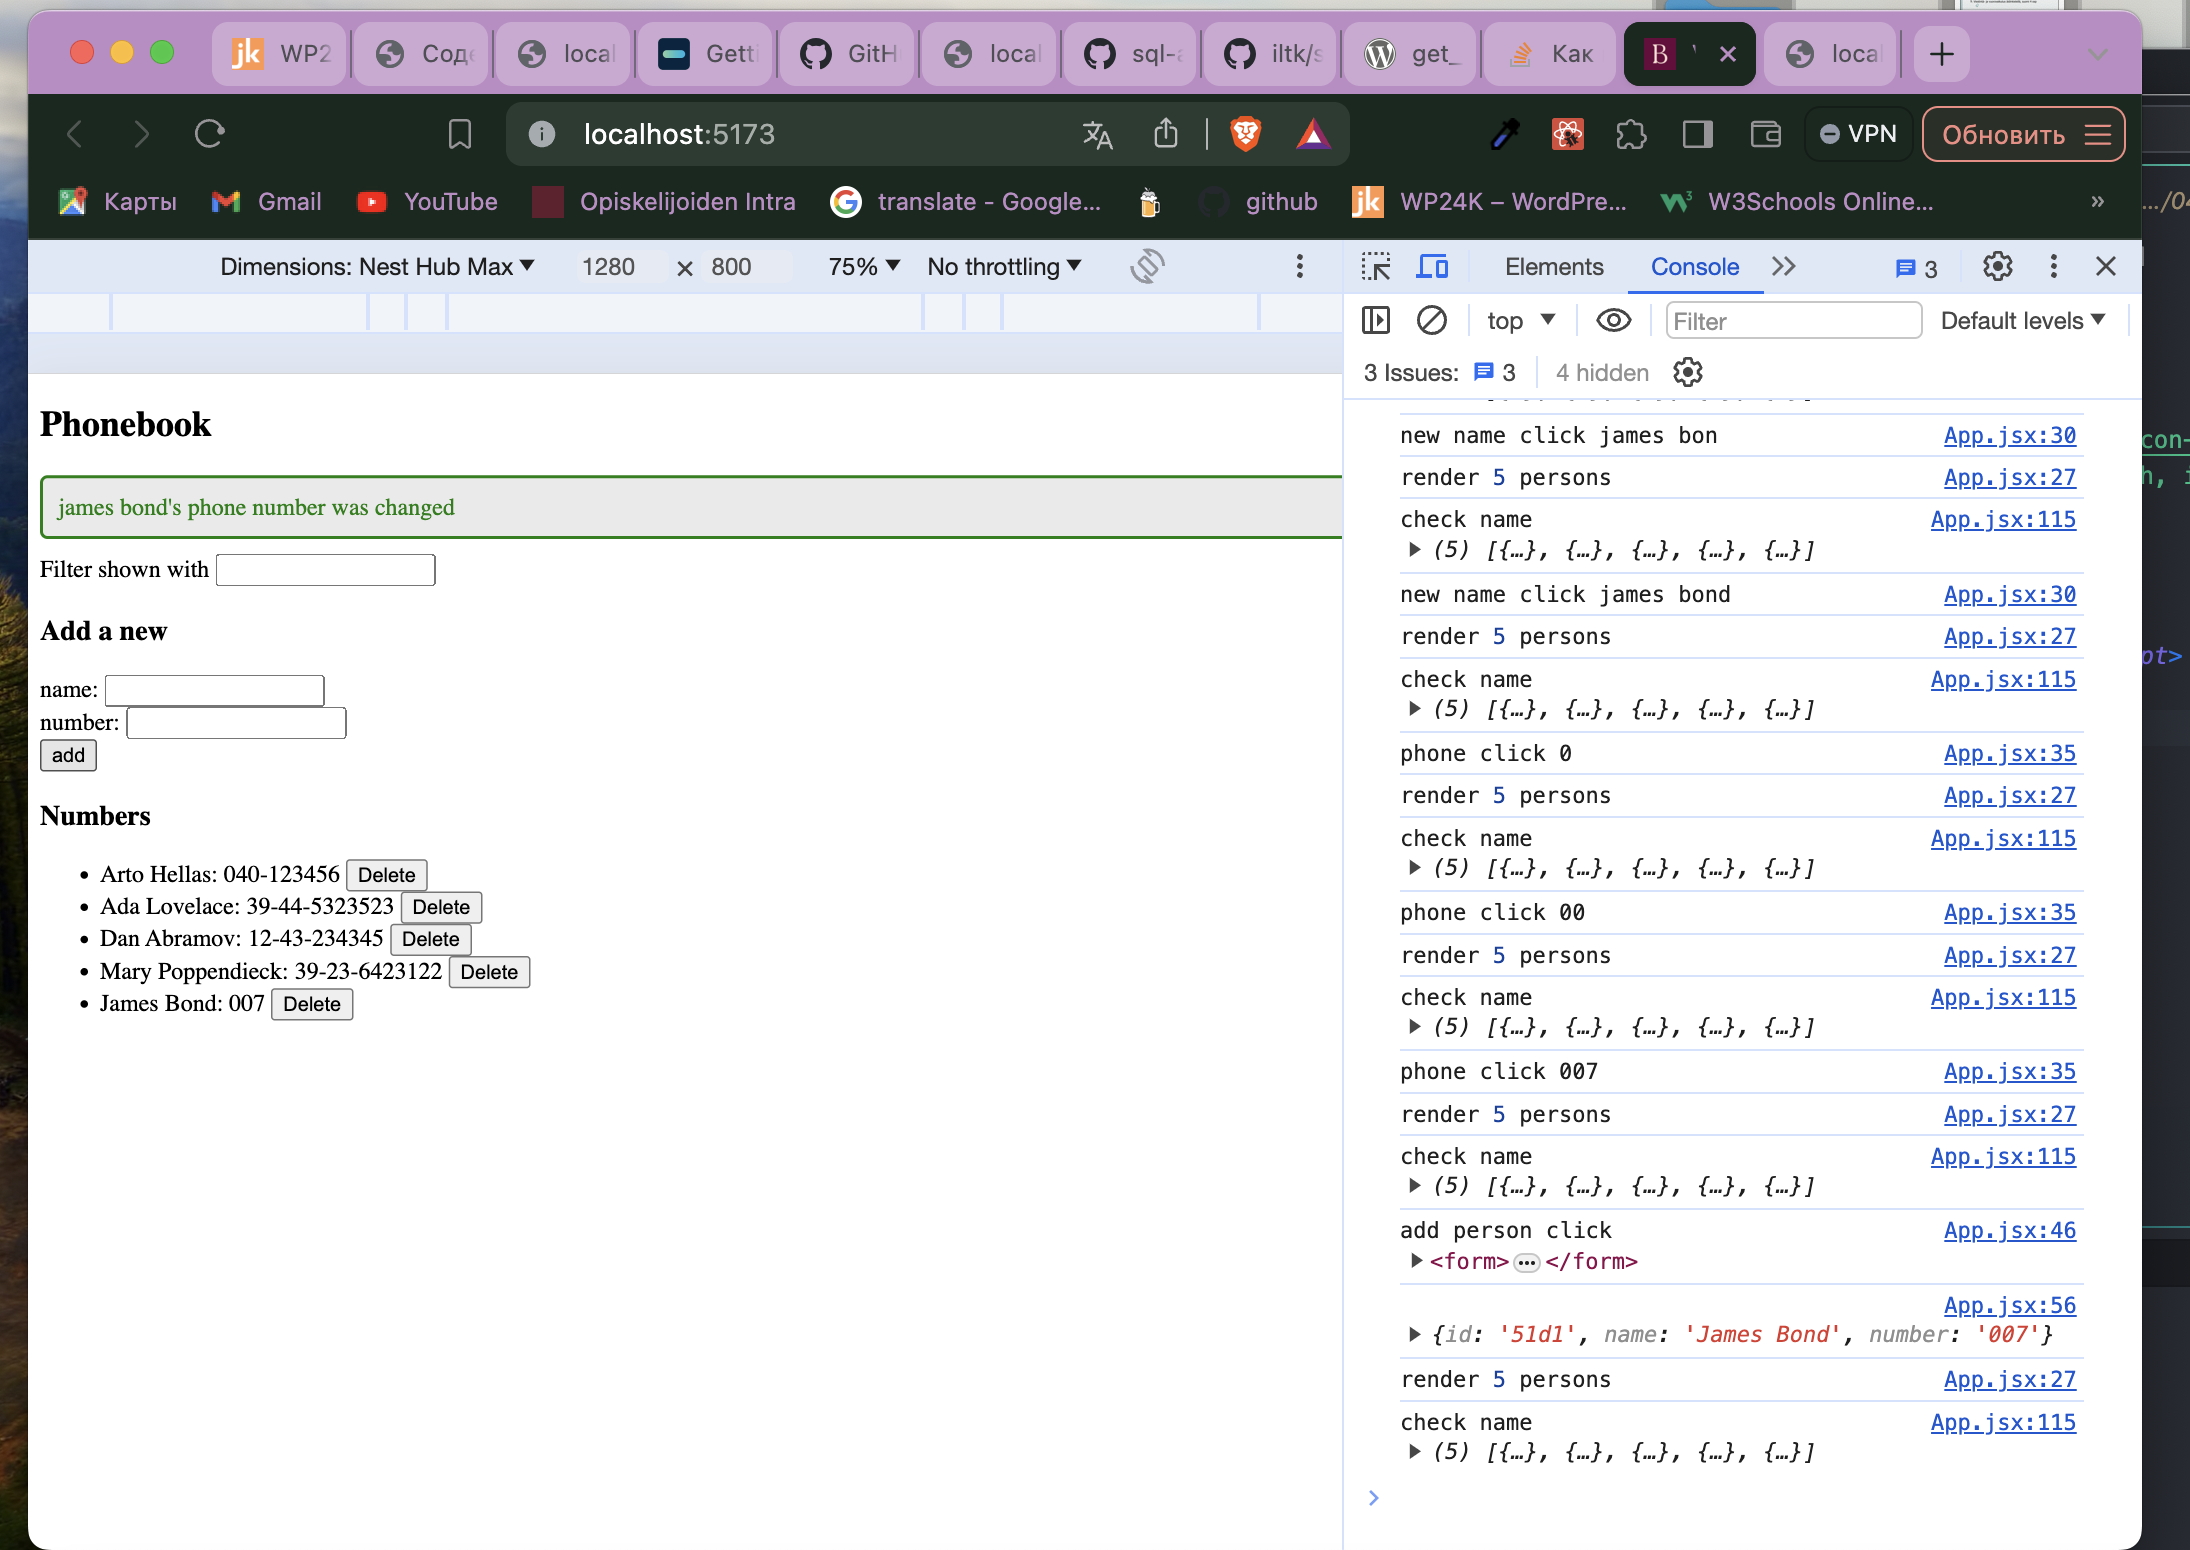 WP2
Соде
local
Getti
GitH
local
sql-a
iltk/s
get_
Как
local
localhost:5173
VPN
Обновить
Карты
Gmail
YouTube
Opiskelijoiden Intra
translate - Google...
github
WP24K – WordPre...
W3Schools Online...
»
Dimensions: Nest Hub Max
1280 × 800
75%
No throttling
Elements
Console
3
top
Filter
Default levels
3 Issues: 3
4 hidden
Phonebook
james bond's phone number was changed
Filter shown with
Add a new
name:
number:
add
Numbers
Arto Hellas: 040-123456 Delete
Ada Lovelace: 39-44-5323523 Delete
Dan Abramov: 12-43-234345 Delete
Mary Poppendieck: 39-23-6423122 Delete
James Bond: 007 Delete
new name click james bon App.jsx:30
render 5 persons App.jsx:27
check name App.jsx:115
(5) [{…}, {…}, {…}, {…}, {…}]
new name click james bond App.jsx:30
render 5 persons App.jsx:27
check name App.jsx:115
(5) [{…}, {…}, {…}, {…}, {…}]
phone click 0 App.jsx:35
render 5 persons App.jsx:27
check name App.jsx:115
(5) [{…}, {…}, {…}, {…}, {…}]
phone click 00 App.jsx:35
render 5 persons App.jsx:27
check name App.jsx:115
(5) [{…}, {…}, {…}, {…}, {…}]
phone click 007 App.jsx:35
render 5 persons App.jsx:27
check name App.jsx:115
(5) [{…}, {…}, {…}, {…}, {…}]
add person click App.jsx:46
<form>…</form>
App.jsx:56
{id: '51d1', name: 'James Bond', number: '007'}
render 5 persons App.jsx:27
check name App.jsx:115
(5) [{…}, {…}, {…}, {…}, {…}]